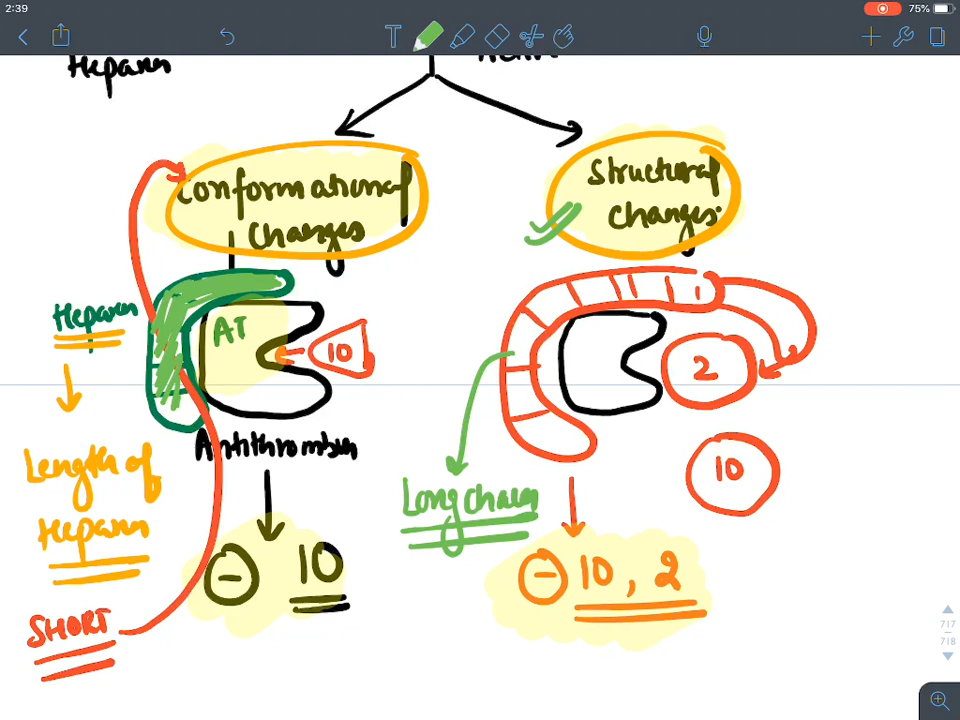 2:39
75%
T
Heparin
Conformational
Changes
Structural
Changes
Heparin
AT
10
2
10
Antithrombin
Length of
Heparin
Long chain
- 10
- 10, 2
SHORT
717
718